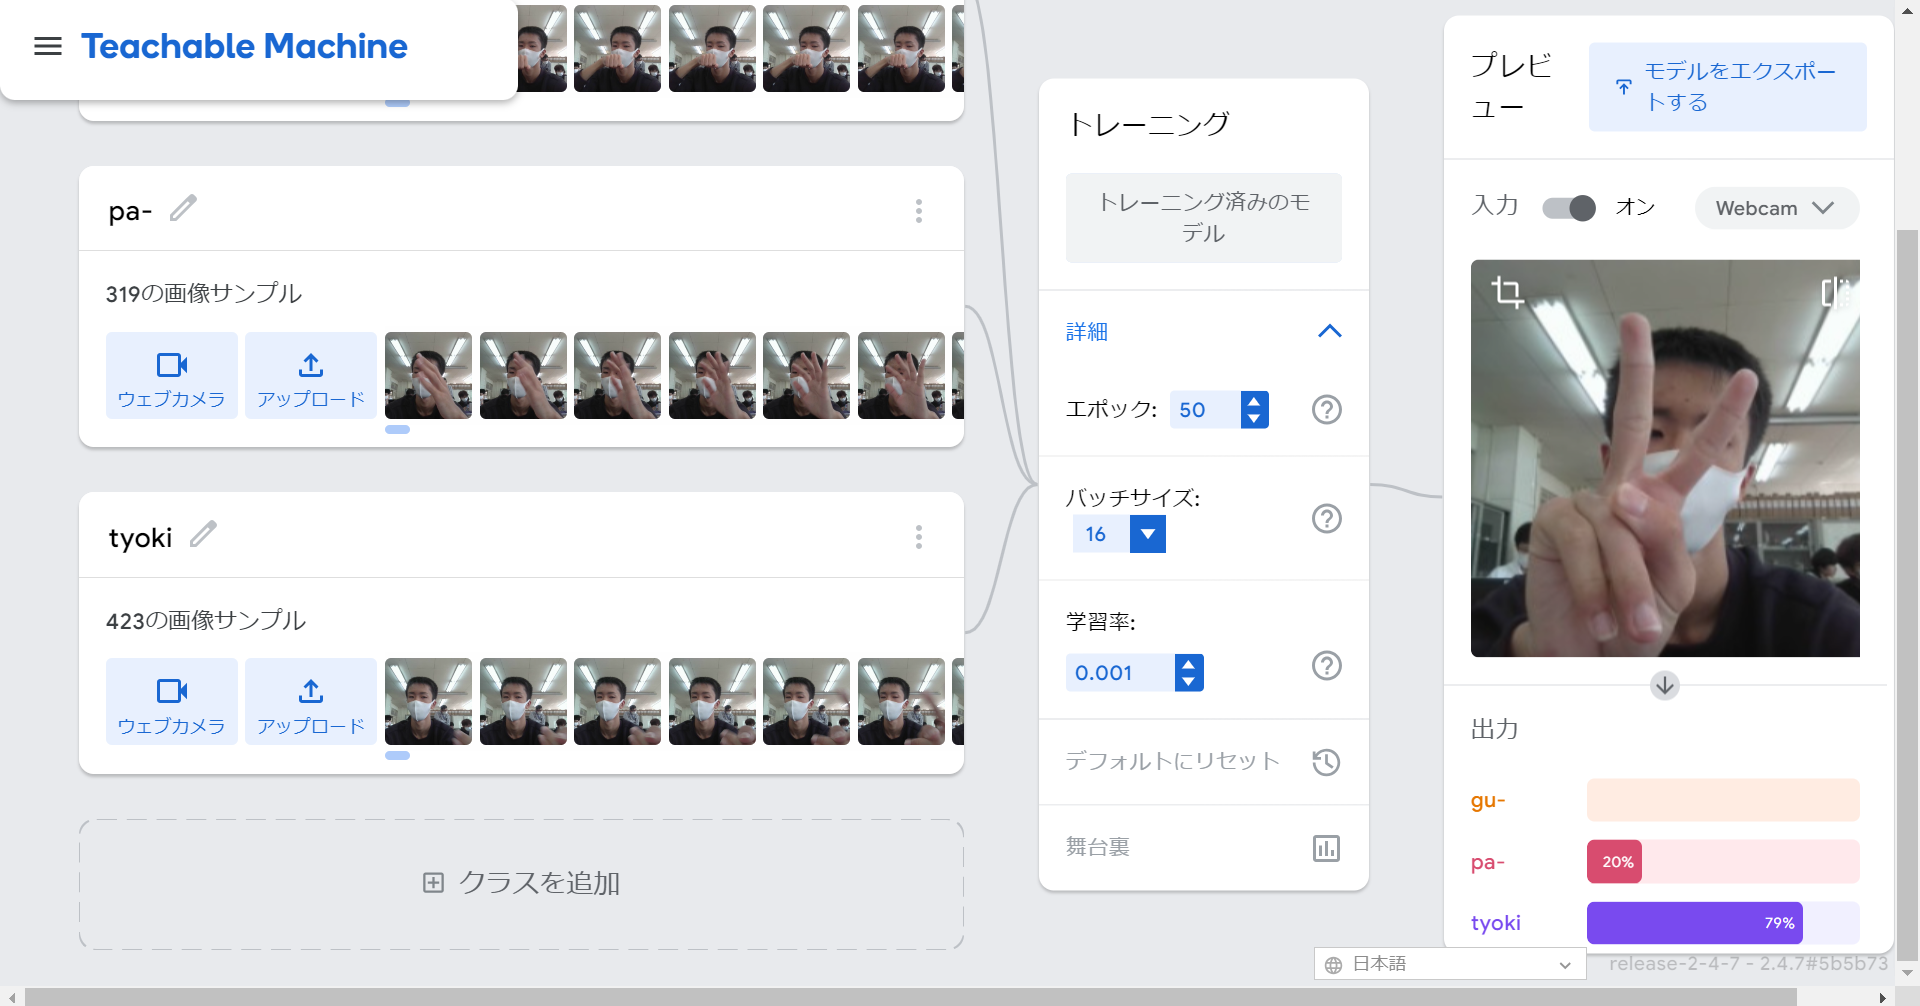 Teachable Machine
pa-
319の画像サンプル
ウェブカメラ
アップロード
tyoki
423の画像サンプル
ウェブカメラ
アップロード
クラスを追加
トレーニング
トレーニング済みのモ
デル
詳細
エポック:
50
バッチサイズ:
16
学習率:
0.001
デフォルトにリセット
舞台裏
プレビ
ュー
モデルをエクスポー
トする
入力
オン
Webcam
出力
gu-
pa-
20%
tyoki
79%
日本語
release-2-4-7 - 2.4.7#5b5b73